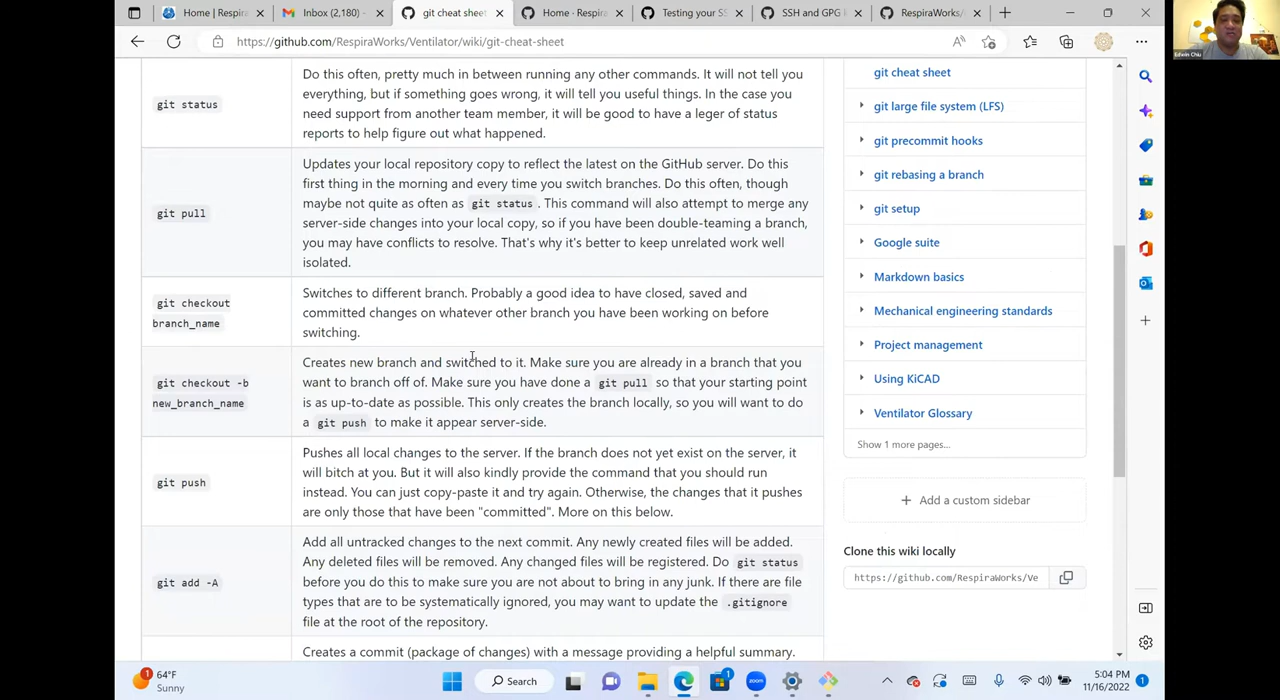 Home | Respira
Inbox (2,180) -
git cheat sheet
Home · Respira
Testing your SS
SSH and GPG k
RespiraWorks/
https://github.com/RespiraWorks/Ventilator/wiki/git-cheat-sheet
Edwin Chiu
git status
Do this often, pretty much in between running any other commands. It will not tell you
everything, but if something goes wrong, it will tell you useful things. In the case you
need support from another team member, it will be good to have a leger of status
reports to help figure out what happened.
git pull
Updates your local repository copy to reflect the latest on the GitHub server. Do this
first thing in the morning and every time you switch branches. Do this often, though
maybe not quite as often as git status . This command will also attempt to merge any
server-side changes into your local copy, so if you have been double-teaming a branch,
you may have conflicts to resolve. That's why it's better to keep unrelated work well
isolated.
git checkout
branch_name
Switches to different branch. Probably a good idea to have closed, saved and
committed changes on whatever other branch you have been working on before
switching.
git checkout -b
new_branch_name
Creates new branch and switched to it. Make sure you are already in a branch that you
want to branch off of. Make sure you have done a git pull so that your starting point
is as up-to-date as possible. This only creates the branch locally, so you will want to do
a git push to make it appear server-side.
git push
Pushes all local changes to the server. If the branch does not yet exist on the server, it
will bitch at you. But it will also kindly provide the command that you should run
instead. You can just copy-paste it and try again. Otherwise, the changes that it pushes
are only those that have been "committed". More on this below.
git add -A
Add all untracked changes to the next commit. Any newly created files will be added.
Any deleted files will be removed. Any changed files will be registered. Do git status
before you do this to make sure you are not about to bring in any junk. If there are file
types that are to be systematically ignored, you may want to update the .gitignore
file at the root of the repository.
Creates a commit (package of changes) with a message providing a helpful summary.
git cheat sheet
git large file system (LFS)
git precommit hooks
git rebasing a branch
git setup
Google suite
Markdown basics
Mechanical engineering standards
Project management
Using KiCAD
Ventilator Glossary
Show 1 more pages...
Add a custom sidebar
Clone this wiki locally
https://github.com/RespiraWorks/Ve
1
64°F
Sunny
Search
1
5:04 PM
11/16/2022
1